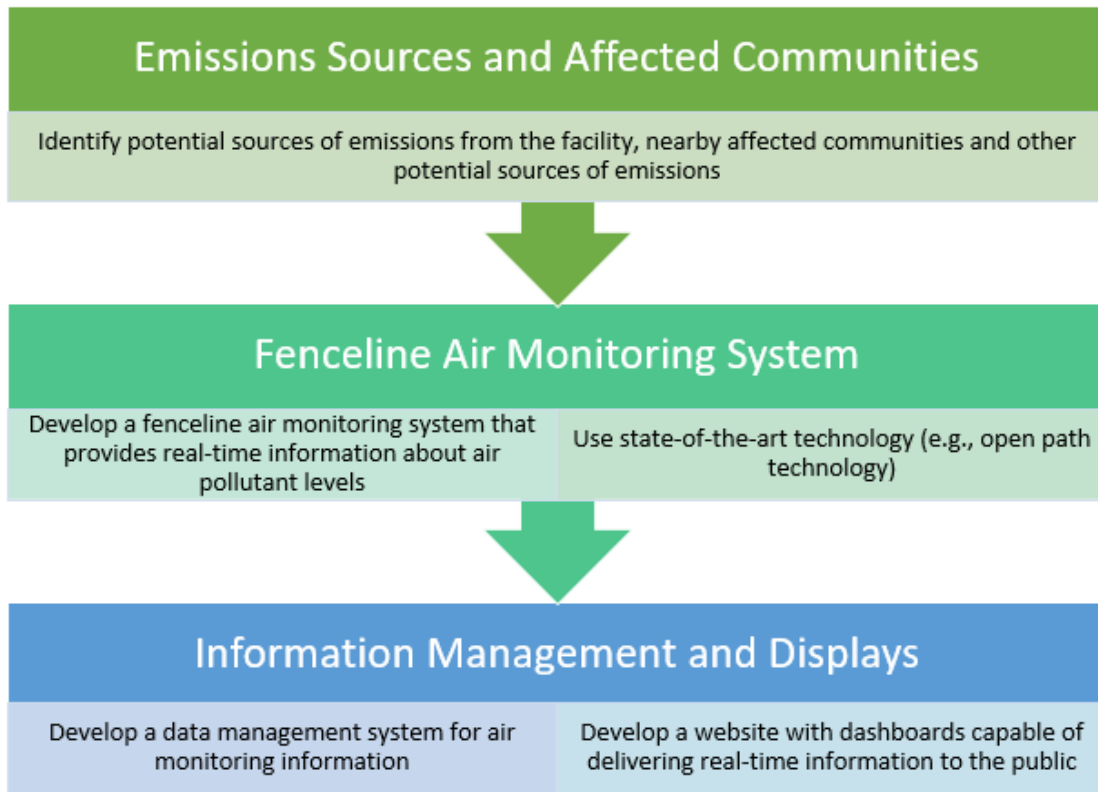 Emissions Sources and Affected Communities
Identify potential sources of emissions from the facility, nearby affected communities and other
potential sources of emissions
Fenceline Air Monitoring System
Develop a fenceline air monitoring system that
provides real-time information about air
pollutant levels
Use state-of-the-art technology (e.g., open path
technology)
Information Management and Displays
Develop a data management system for air
monitoring information
Develop a website with dashboards capable of
delivering real-time information to the public